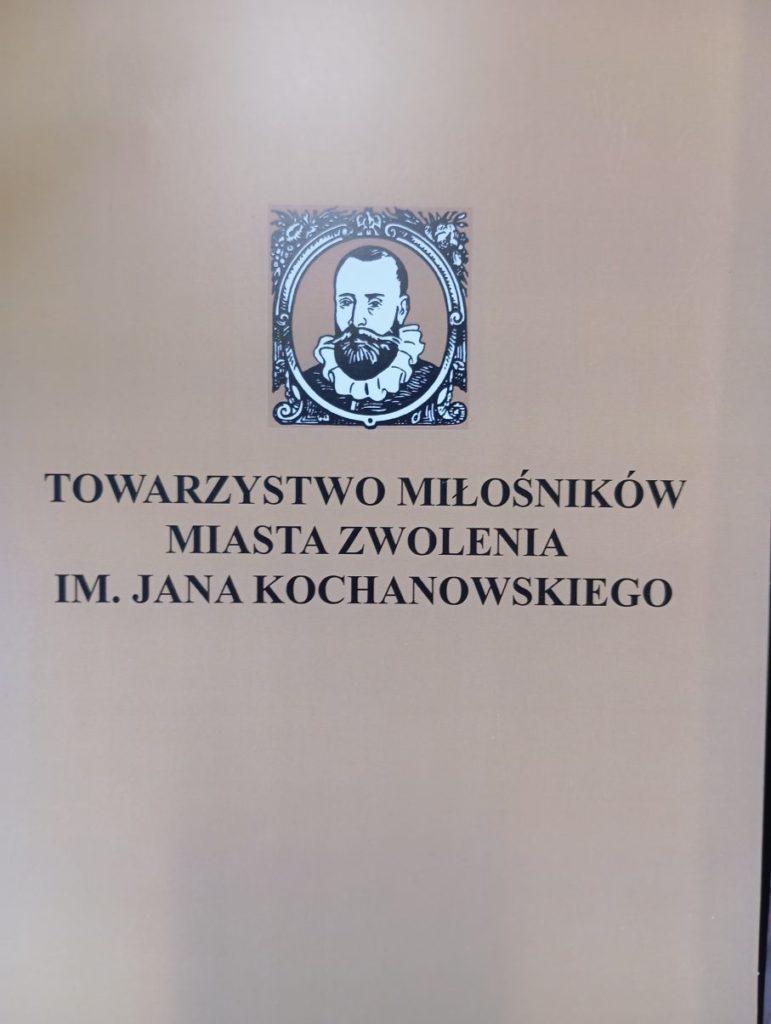 TOWARZYSTWO MIŁOŚNIKÓW
MIASTA ZWOLENIA
IM. JANA KOCHANOWSKIEGO